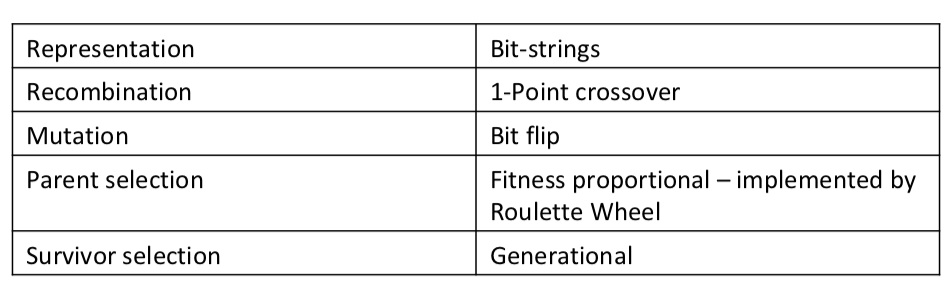 Representation
Bit-strings
Recombination
1-Point crossover
Mutation
Bit flip
Parent selection
Fitness proportional – implemented by
Roulette Wheel
Survivor selection
Generational